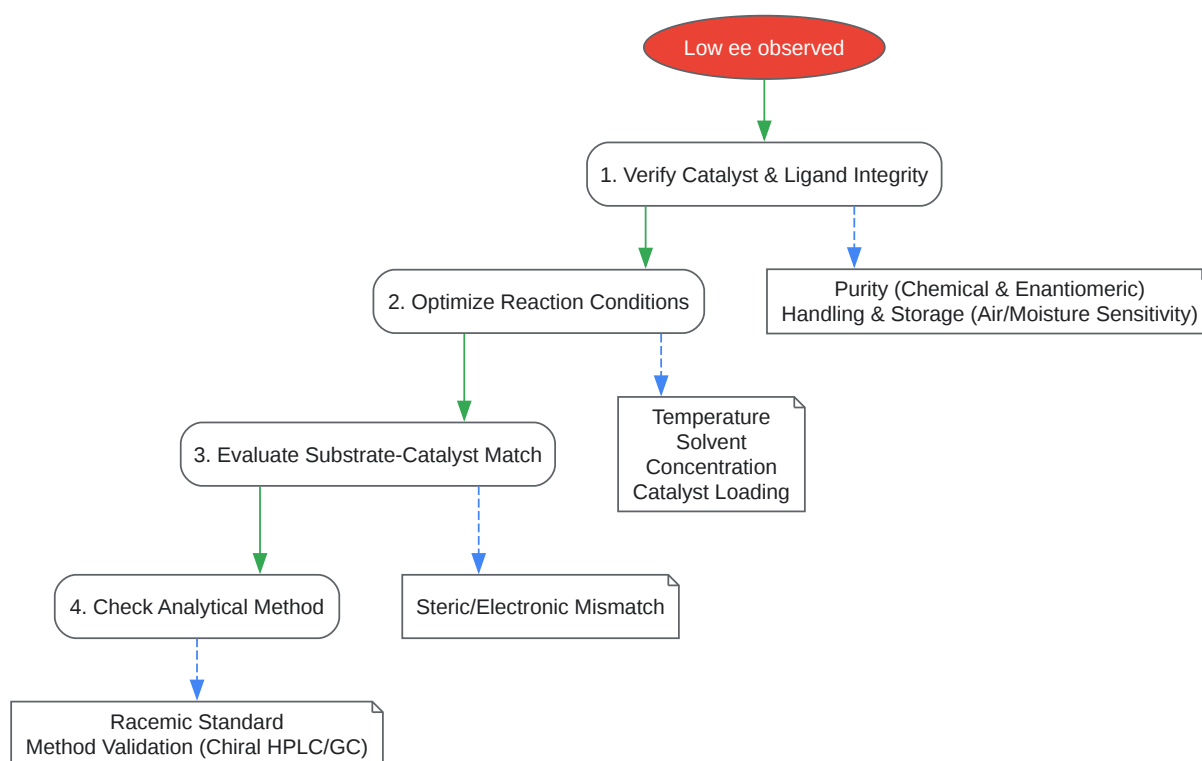 Low ee observed
1. Verify Catalyst & Ligand Integrity
Purity (Chemical & Enantiomeric)
Handling & Storage (Air/Moisture Sensitivity)
2. Optimize Reaction Conditions
Temperature
Solvent
Concentration
Catalyst Loading
3. Evaluate Substrate-Catalyst Match
Steric/Electronic Mismatch
4. Check Analytical Method
Racemic Standard
Method Validation (Chiral HPLC/GC)